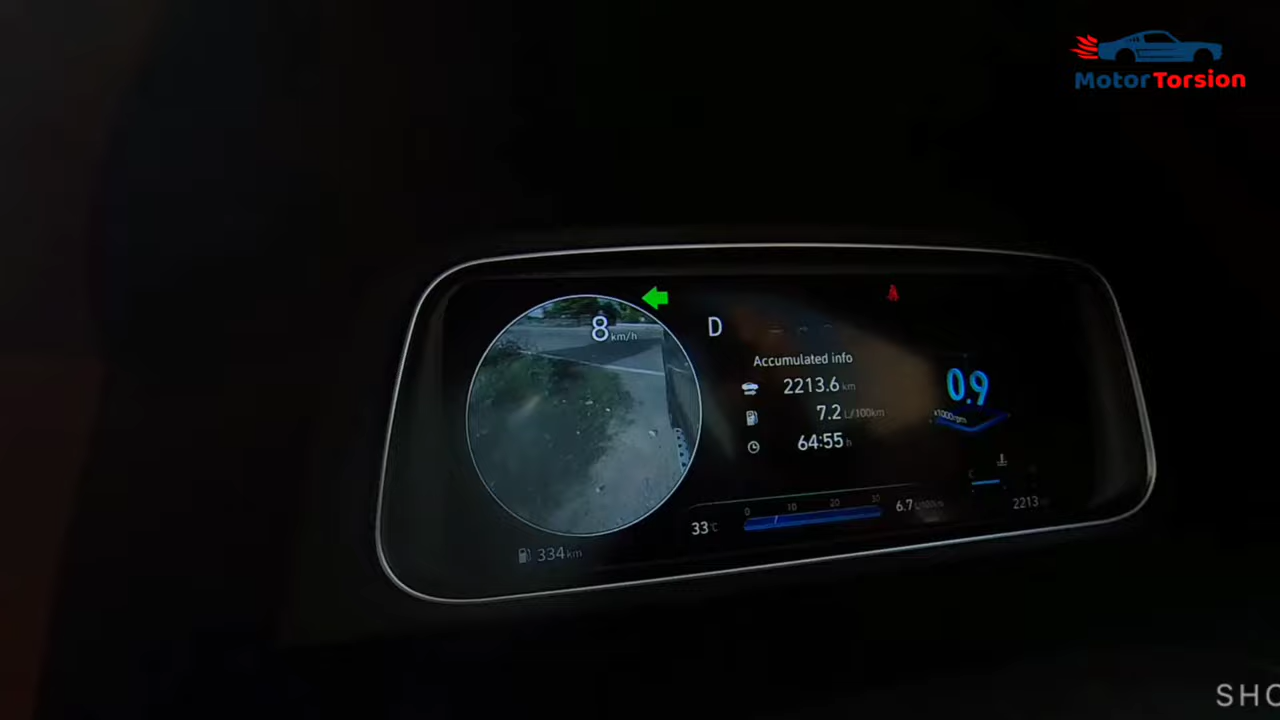 MotorTorsion
8 km/h
D
Accumulated info
2213.6 km
7.2 L/100km
64:55 h
0.9
x1000rpm
0 10 20 30
33°C
6.7 L/100km
C
2213
334 km
SHO